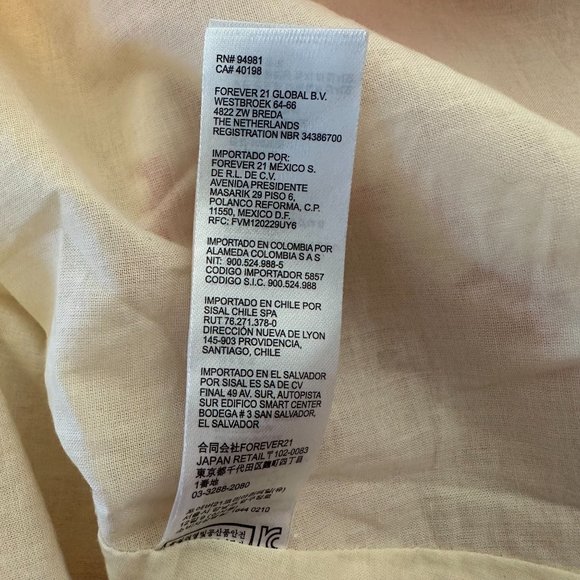 RN# 94981
CA# 40198
FOREVER 21 GLOBAL B.V.
WESTBROEK 64-66
4822 ZW BREDA
THE NETHERLANDS
REGISTRATION NBR 34386700
IMPORTADO POR:
FOREVER 21 MÉXICO S.
DE R.L. DE C.V.
AVENIDA PRESIDENTE
MASARIK 29 PISO 6,
POLANCO REFORMA, C.P.
11550, MEXICO D.F.
RFC: FVM120229UY6
IMPORTADO EN COLOMBIA POR
ALAMEDA COLOMBIA S A S
NIT: 900.524.988-5
CODIGO IMPORTADOR 5857
CODIGO S.I.C. 900.524.988
IMPORTADO EN CHILE POR
SISAL CHILE SPA
RUT 76.271.378-0
DIRECCIÓN NUEVA DE LYON
145-903 PROVIDENCIA,
SANTIAGO, CHILE
IMPORTADO EN EL SALVADOR
POR SISAL ES SA DE CV
FINAL 49 AV. SUR, AUTOPISTA
SUR EDIFICO SMART CENTER
BODEGA # 3 SAN SALVADOR,
EL SALVADOR
合同会社FOREVER21
JAPAN RETAIL〒102-0083
東京都千代田区麹町四丁目
1番地
03-3288-2080